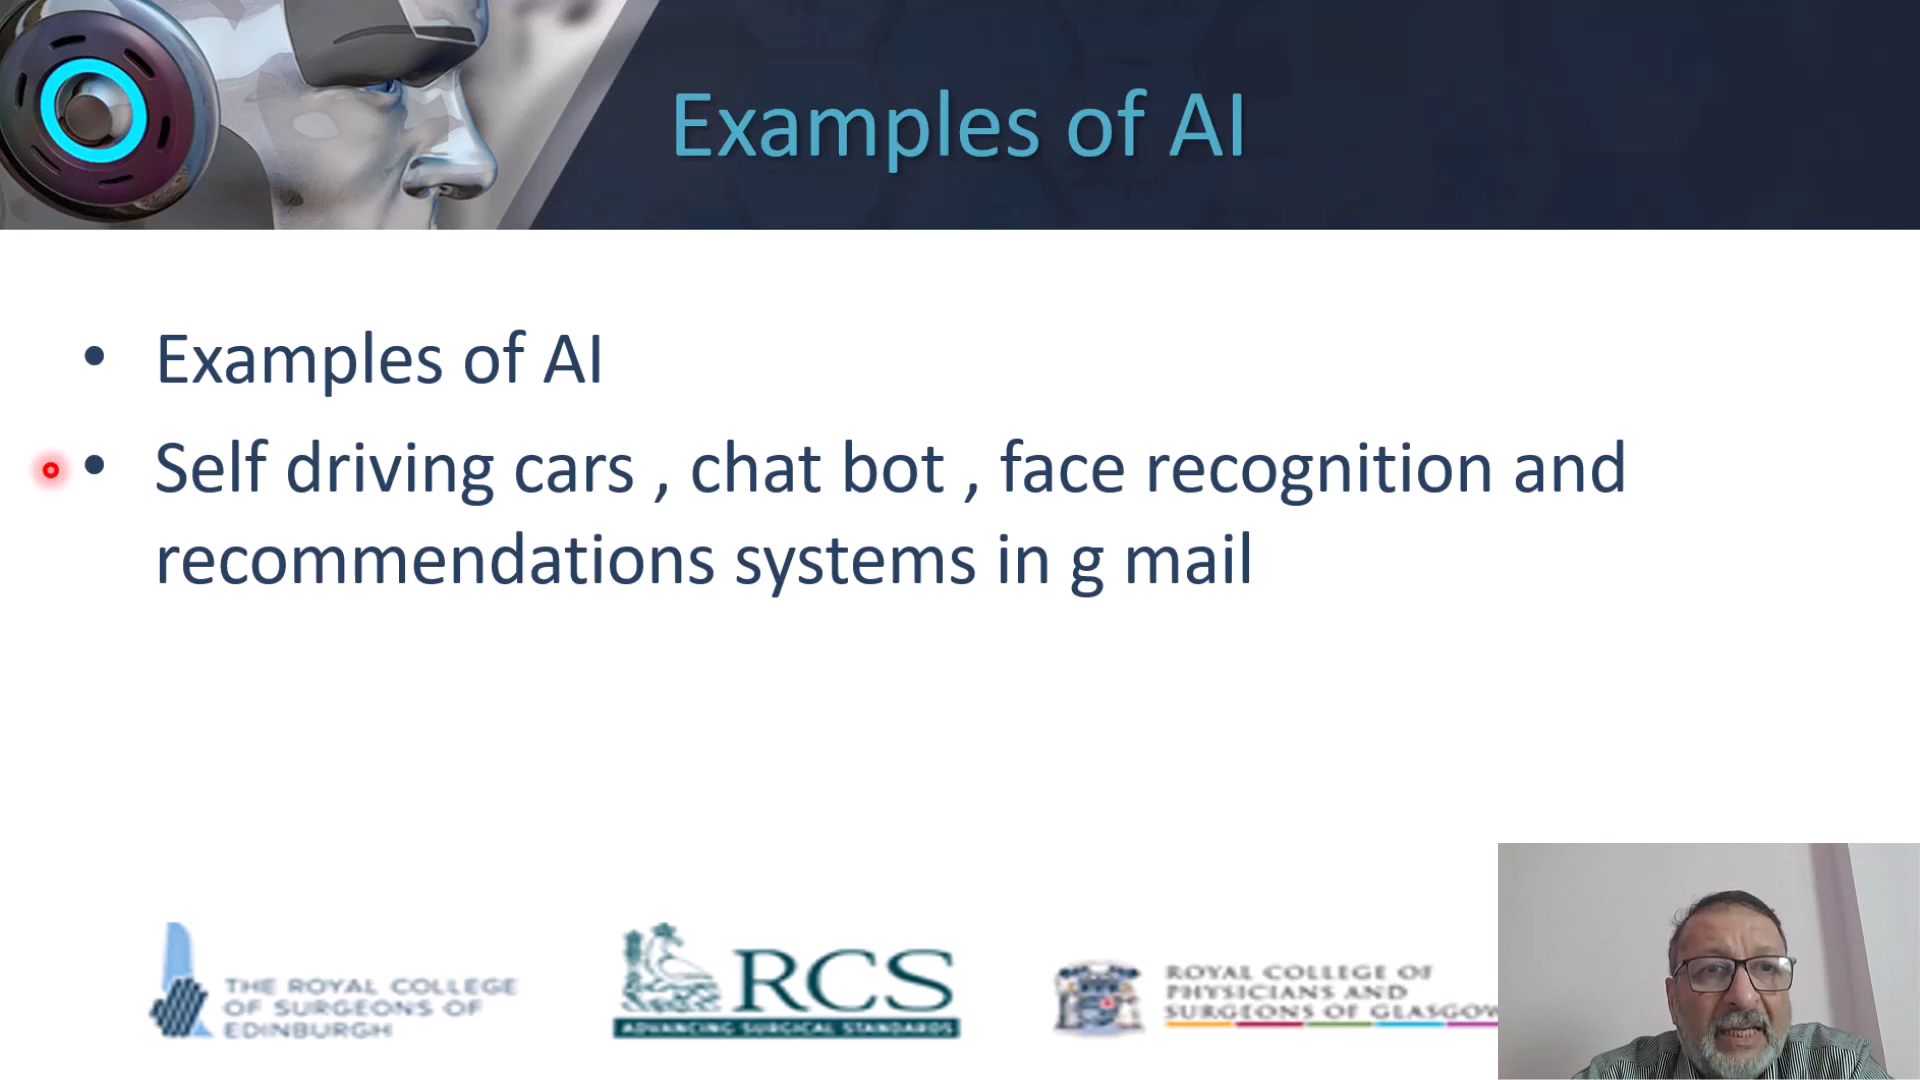 Examples of AI
• Examples of AI
• Self driving cars , chat bot , face recognition and
recommendations systems in g mail
THE ROYAL COLLEGE
OF SURGEONS OF
EDINBURGH
RCS
ADVANCING SURGICAL STANDARDS
ROYAL COLLEGE OF
PHYSICIANS AND
SURGEONS OF GLASGOW